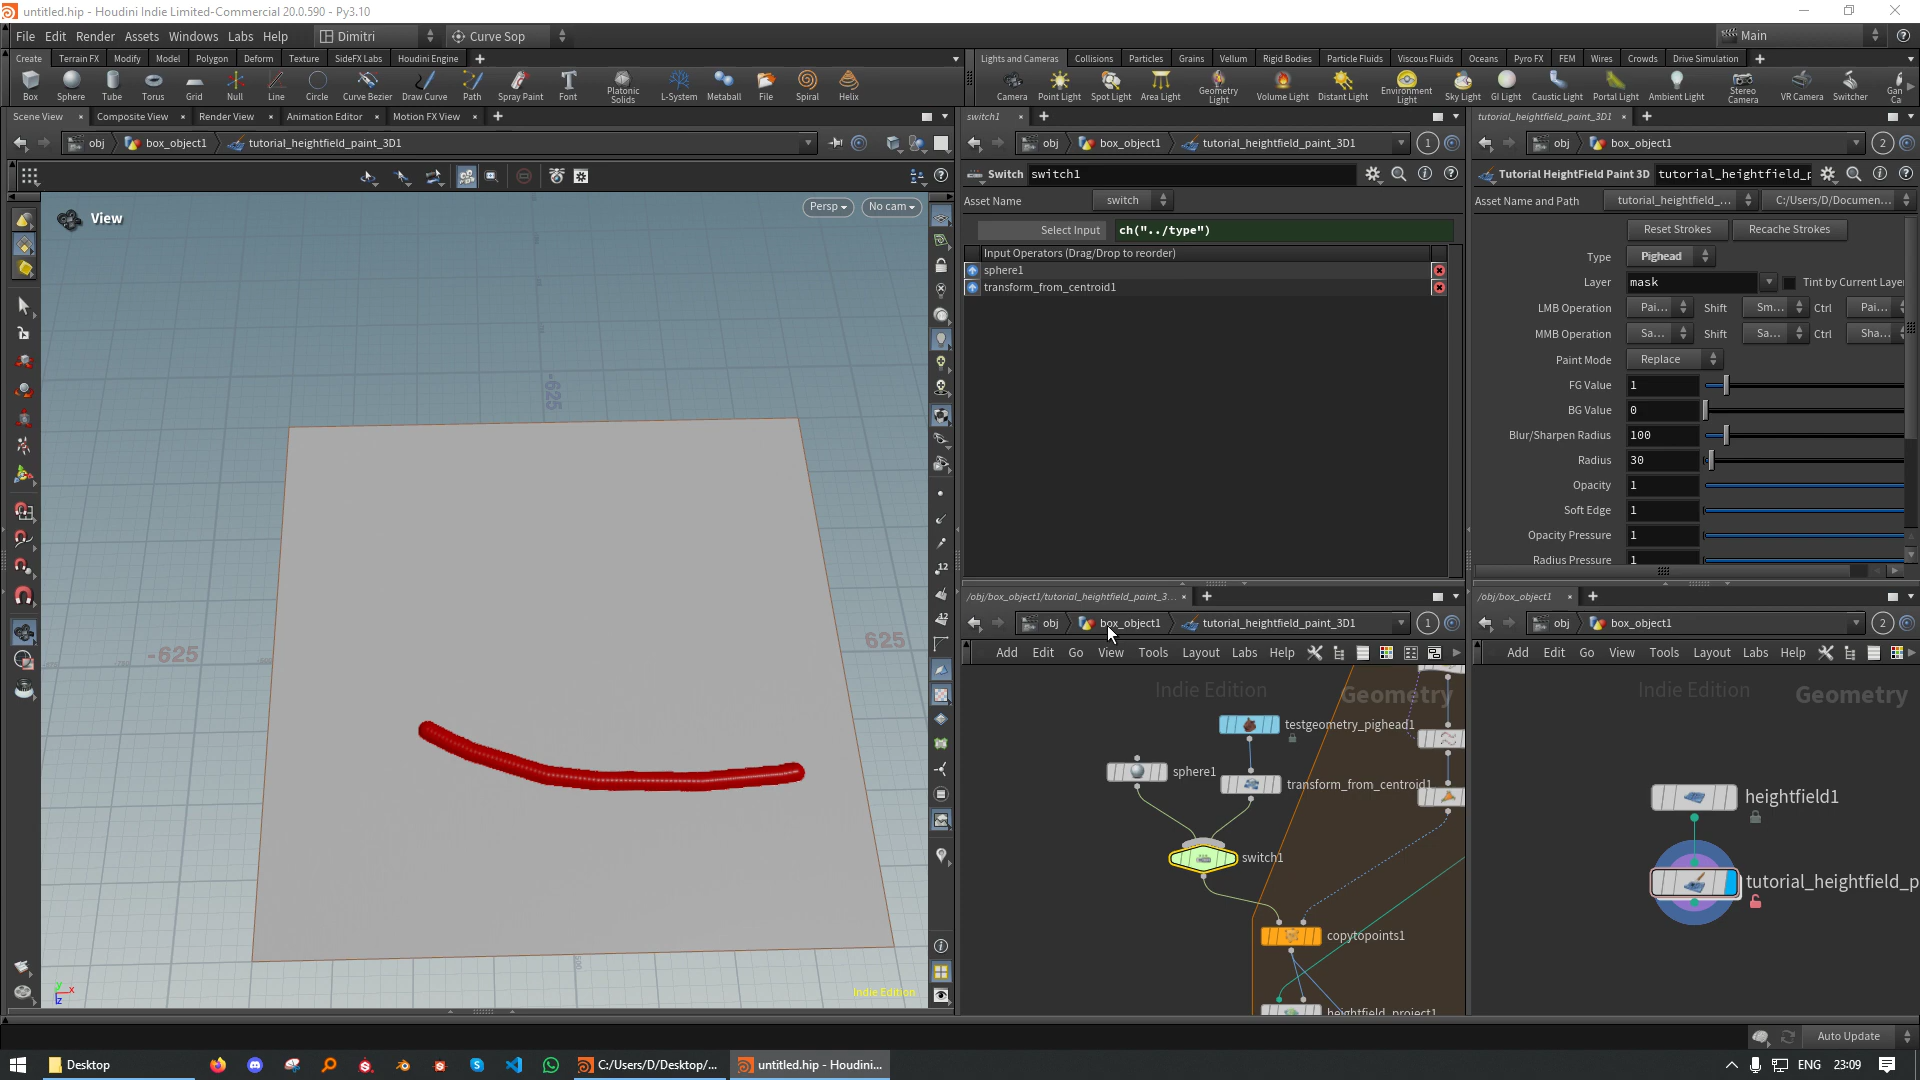 untitled.hip - Houdini Indie Limited-Commercial 20.0.590 - Py3.10
File Edit Render Assets Windows Labs Help Dimitri Curve Sop Main
Create Terrain FX Modify Model Polygon Deform Texture SideFX Labs Houdini Engine
Lights and Cameras Collisions Particles Grains Vellum Rigid Bodies Particle Fluids Viscous Fluids Oceans Pyro FX FEM Wires Crowds Drive Simulation
Box Sphere Tube Torus Grid Null Line Circle Curve Bezier Draw Curve Path Spray Paint Font Platonic Solids L-System Metaball File Spiral Helix
Camera Point Light Spot Light Area Light Geometry Light Volume Light Distant Light Environment Light Sky Light GI Light Caustic Light Portal Light Ambient Light Stereo Camera VR Camera Switcher Gan Ca
Scene View Composite View Render View Animation Editor Motion FX View
obj box_object1 tutorial_heightfield_paint_3D1
View
Persp No cam
-625
625
-625
Indie Edition
switch1
obj box_object1 tutorial_heightfield_paint_3D1 1
Switch switch1
Asset Name switch
Select Input ch("../type")
Input Operators (Drag/Drop to reorder)
sphere1
transform_from_centroid1
tutorial_heightfield_paint_3D1
obj box_object1 2
Tutorial HeightField Paint 3D tutorial_heightfield_p
Asset Name and Path tutorial_heightfield_... C:/Users/D/Documen...
Reset Strokes Recache Strokes
Type Pighead
Layer mask Tint by Current Laye
LMB Operation Pai... Shift Sm... Ctrl Pai...
MMB Operation Sa... Shift Sa... Ctrl Sha...
Paint Mode Replace
FG Value 1
BG Value 0
Blur/Sharpen Radius 100
Radius 30
Opacity 1
Soft Edge 1
Opacity Pressure 1
Radius Pressure 1
/obj/box_object1/tutorial_heightfield_paint_3...
obj box_object1 tutorial_heightfield_paint_3D1 1
Add Edit Go View Tools Layout Labs Help
Indie Edition Geometry
testgeometry_pighead1
sphere1
transform_from_centroid1
switch1
copytopoints1
heightfield_project1
/obj/box_object1
obj box_object1 2
Add Edit Go View Tools Layout Labs Help
Indie Edition Geometry
heightfield1
tutorial_heightfield_p
Auto Update
Desktop C:/Users/D/Desktop/... untitled.hip - Houdini... ENG 23:09